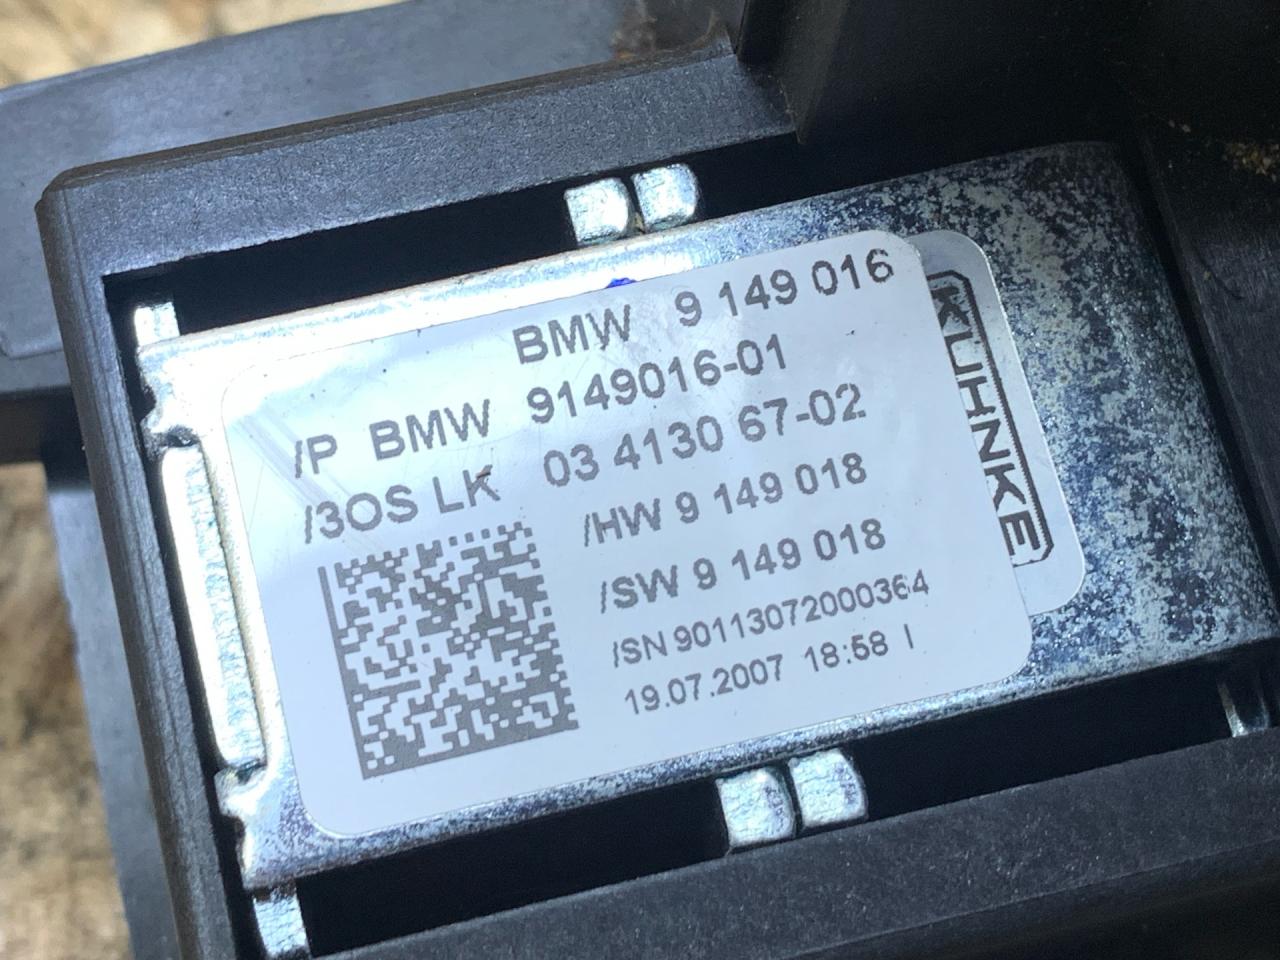 BMW 9 149 016
/P BMW 9149016-01
/3OS LK 03 4130 67-02
/HW 9 149 018
/SW 9 149 018
/SN 90113072000364
19.07.2007 18:58 I
KUHNKE